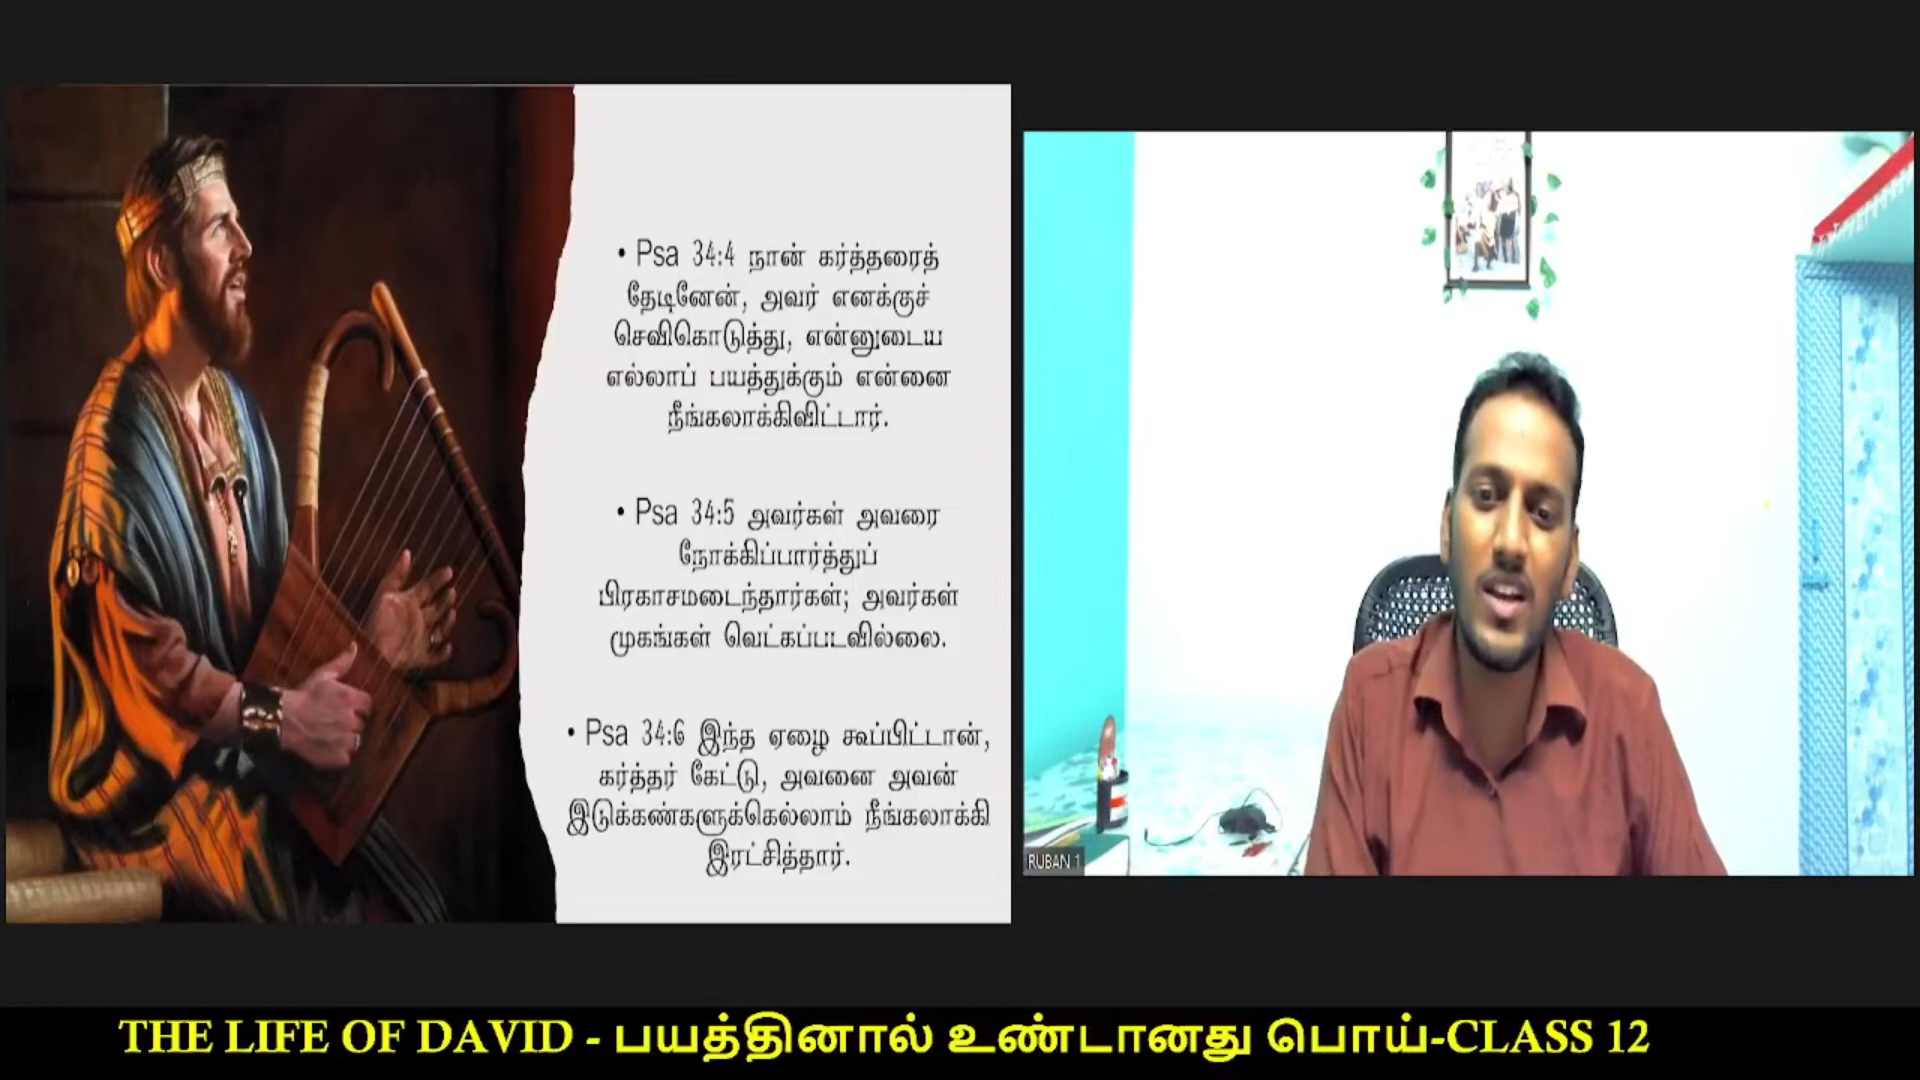 • Psa 34:4 நான் கர்த்தரைத்
தேடினேன், அவர் எனக்குச்
செவிகொடுத்து, என்னுடைய
எல்லாப் பயத்துக்கும் என்னை
நீங்கலாக்கிவிட்டார்.
• Psa 34:5 அவர்கள் அவரை
நோக்கிப்பார்த்துப்
பிரகாசமடைந்தார்கள்; அவர்கள்
முகங்கள் வெட்கப்படவில்லை.
• Psa 34:6 இந்த ஏழை கூப்பிட்டான்,
கர்த்தர் கேட்டு, அவனை அவன்
இடுக்கண்களுக்கெல்லாம் நீங்கலாக்கி
இரட்சித்தார்.
RUBAN 1
THE LIFE OF DAVID - பயத்தினால் உண்டானது பொய்-CLASS 12